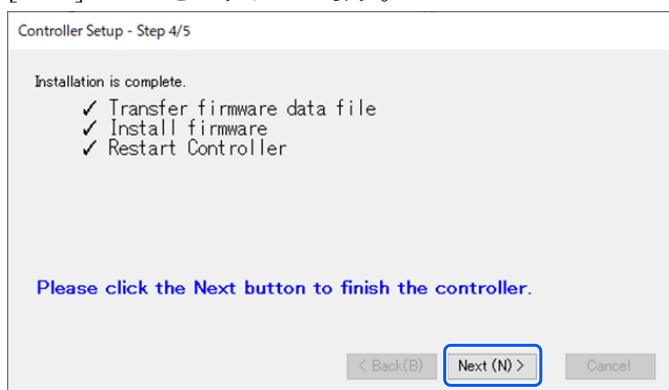 Controller Setup - Step 4/5
Installation is complete.
✓ Transfer firmware data file
✓ Install firmware
✓ Restart Controller
Please click the Next button to finish the controller.
< Back(B) Next (N) > Cancel